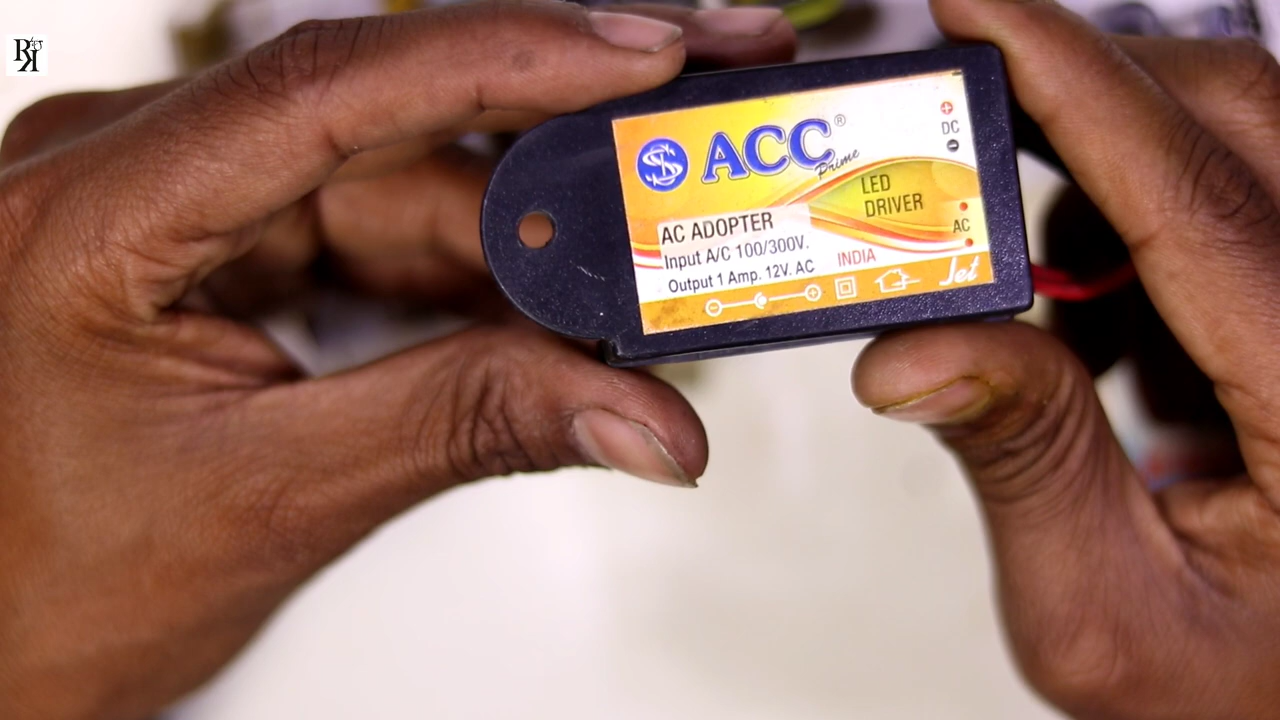 ACC®
Prime
DC
LED
DRIVER
AC
AC ADOPTER
Input A/C 100/300V.
Output 1 Amp. 12V. AC
INDIA
Jet